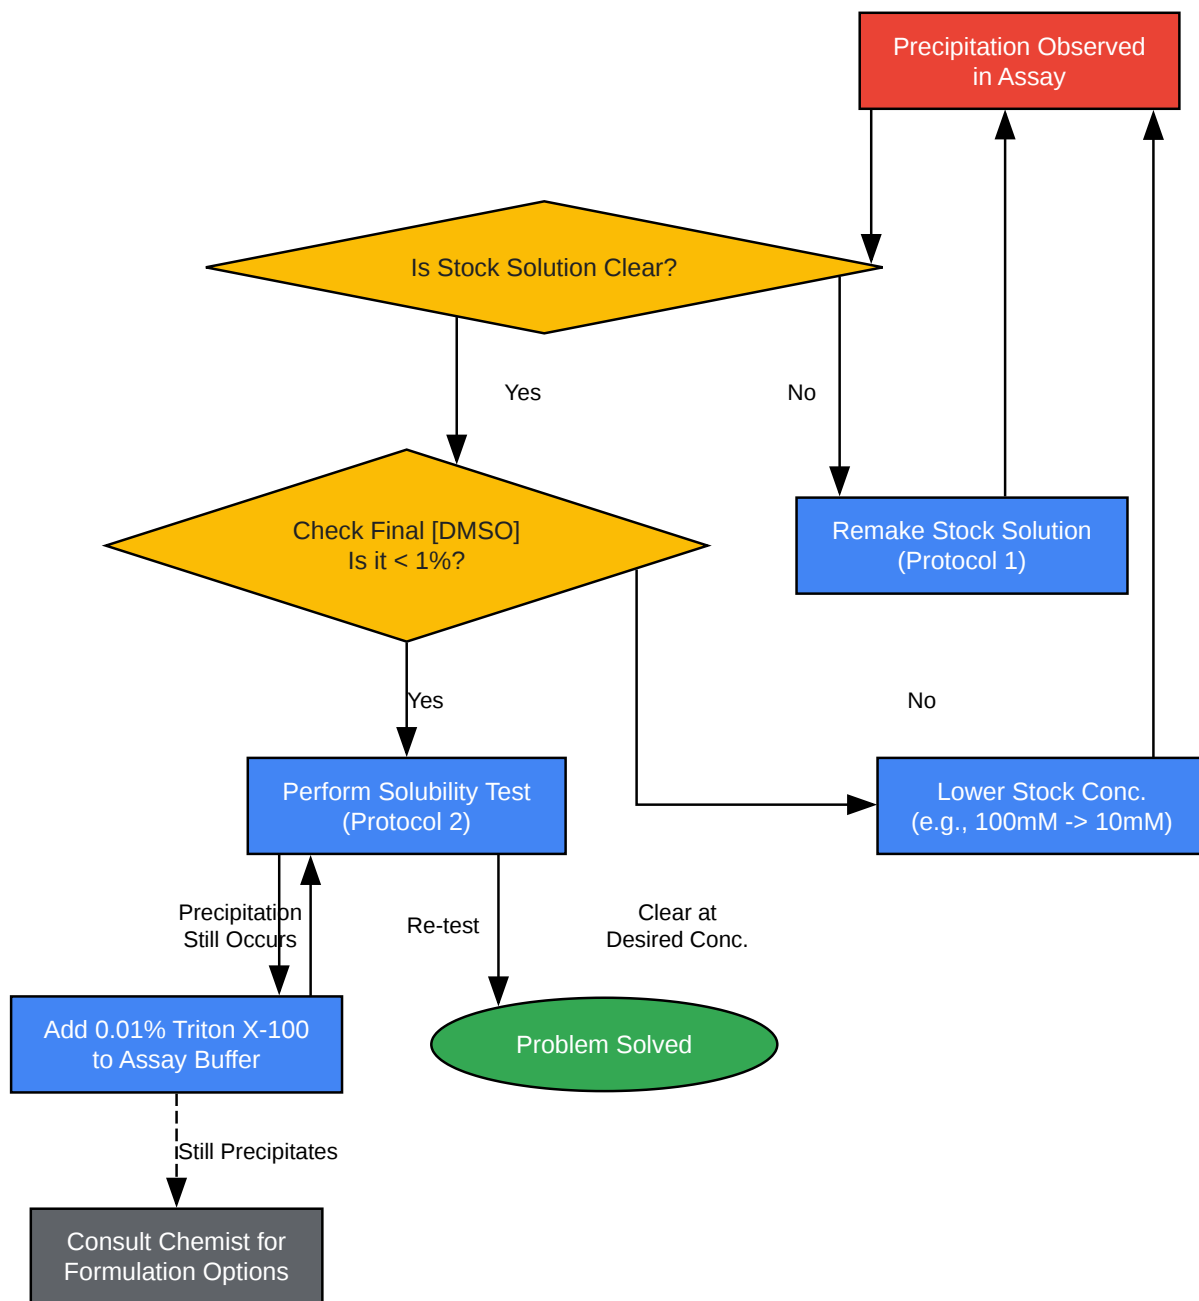 Precipitation Observed
in Assay
Is Stock Solution Clear?
Yes
No
Check Final [DMSO]
Is it < 1%?
Remake Stock Solution
(Protocol 1)
Yes
No
Perform Solubility Test
(Protocol 2)
Lower Stock Conc.
(e.g., 100mM -> 10mM)
Precipitation
Still Occurs
Re-test
Clear at
Desired Conc.
Add 0.01% Triton X-100
to Assay Buffer
Problem Solved
Still Precipitates
Consult Chemist for
Formulation Options